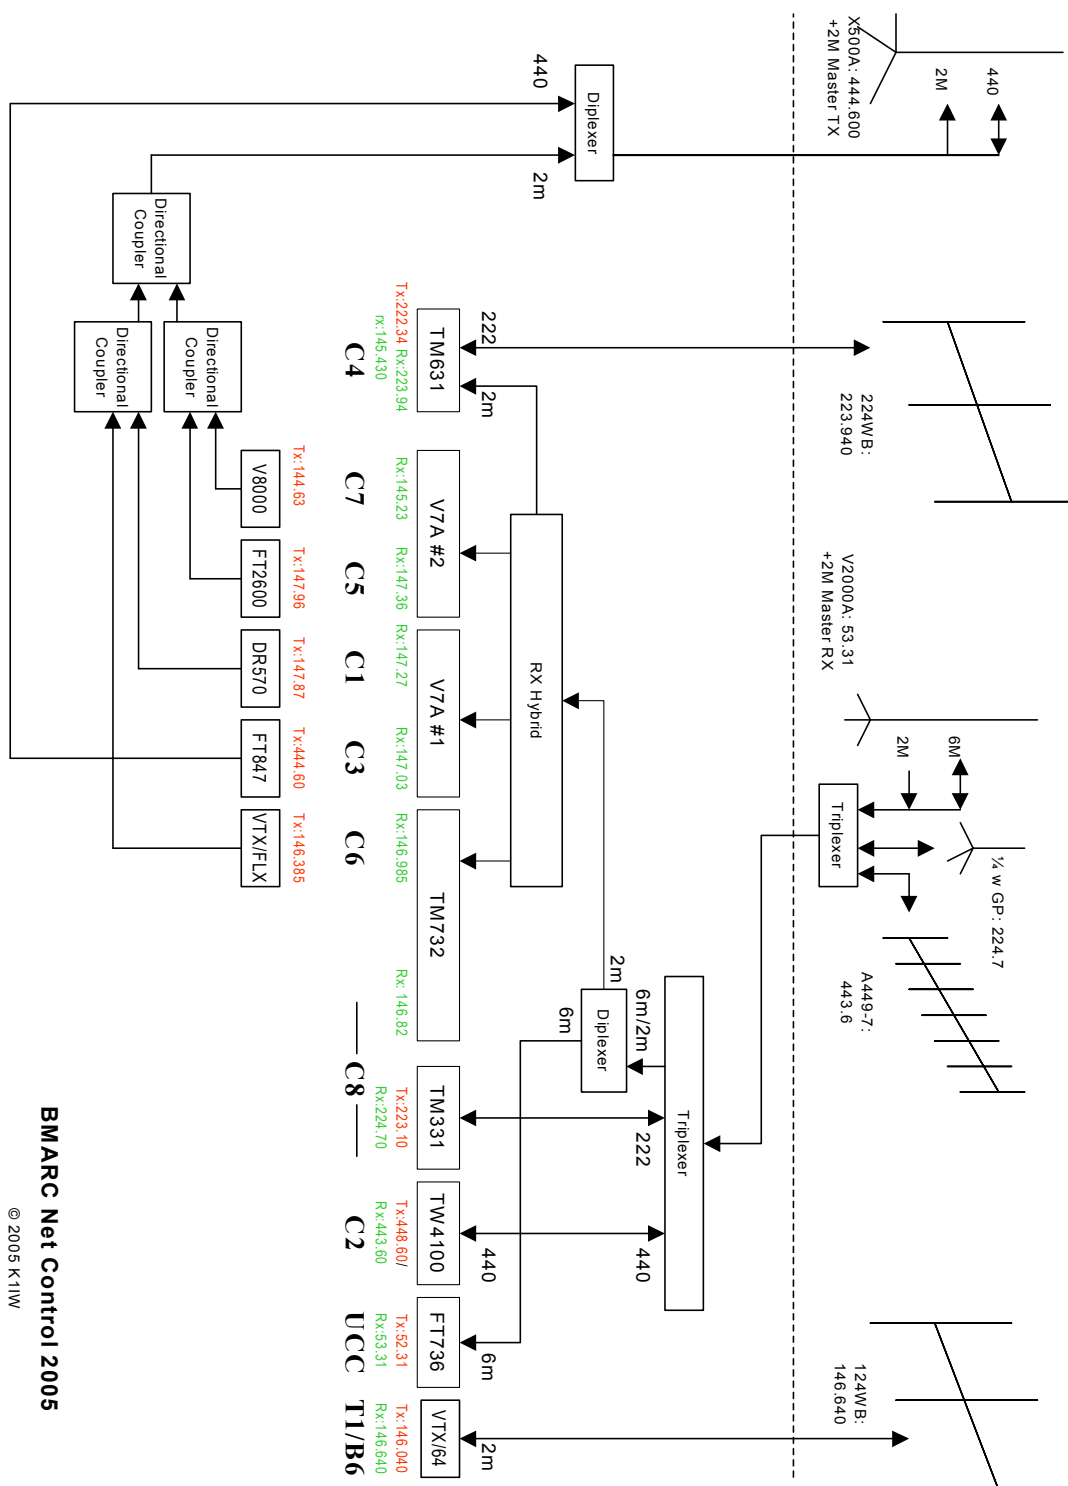 X500A: 444.600
+2M Master TX
2M
440
224WB:
223.940
V2000A: 53.31
+2M Master RX
2M
6M
Triplexer
¼ w GP: 224.7
A449-7:
443.6
124WB:
146.640
440
Diplexer
2m
Triplexer
6m/2m
222
440
2m
Diplexer
6m
RX Hybrid
222
2m
440
6m
2m
TM631
V7A #2
V7A #1
TM732
TM331
TW4100
FT736
VTX/64
Tx:222.34 Rx:223.94
rx:145.430
Rx:145.23
Rx:147.36
Rx:147.27
Rx:147.03
Rx:146.985
Rx: 146.82
Tx:223.10
Rx:224.70
Tx:448.60/
Rx:443.60
Tx:52.31
Rx:53.31
Tx:146.040
Rx:146.640
C4
C7
C5
C1
C3
C6
C8
C2
UCC
T1/B6
Tx:144.63
Tx:147.96
Tx:147.87
Tx:444.60
Tx:146.385
V8000
FT2600
DR570
FT847
VTX/FLX
Directional
Coupler
Directional
Coupler
Directional
Coupler
BMARC Net Control 2005
© 2005 K1IW